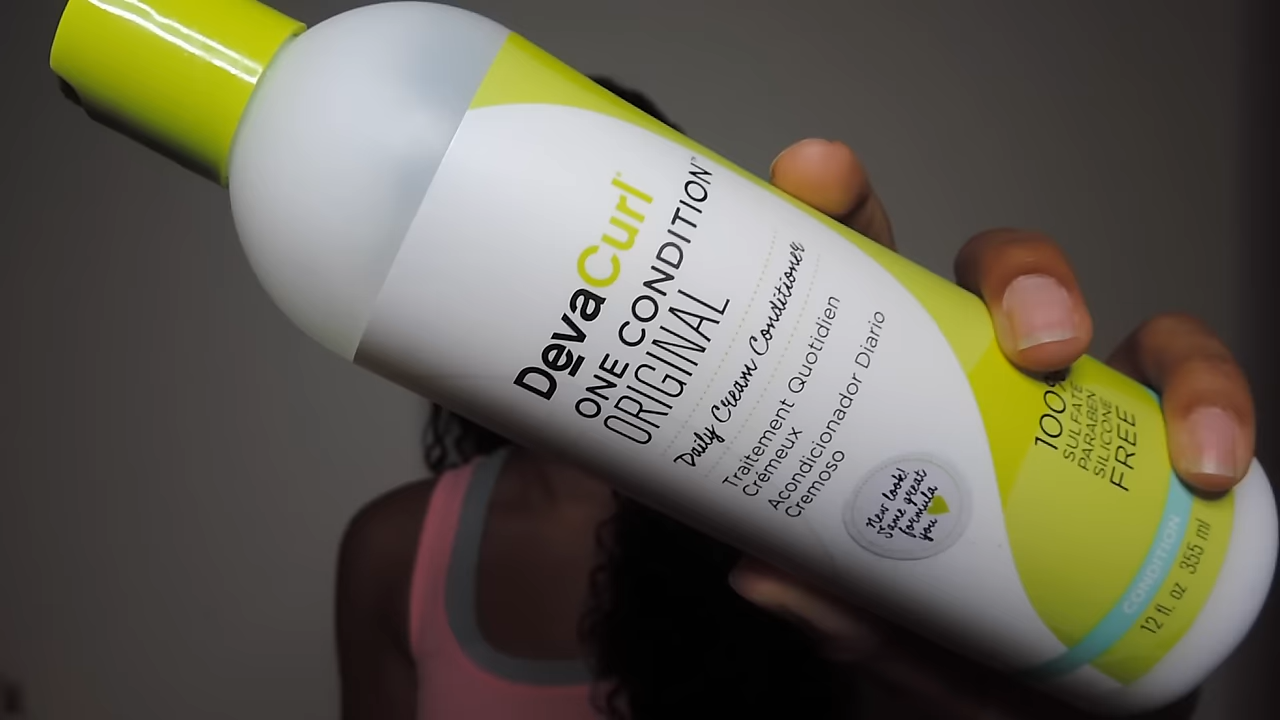 DevaCurl
ONE CONDITION™
ORIGINAL
Daily Cream Conditioner
Traitement Quotidien
Crémeux
Acondicionador Diario
Cremoso
New look!
Same great
formula
you
100%
SULFATE
PARABEN
SILICONE
FREE
CONDITION
12 fl. oz 355 ml